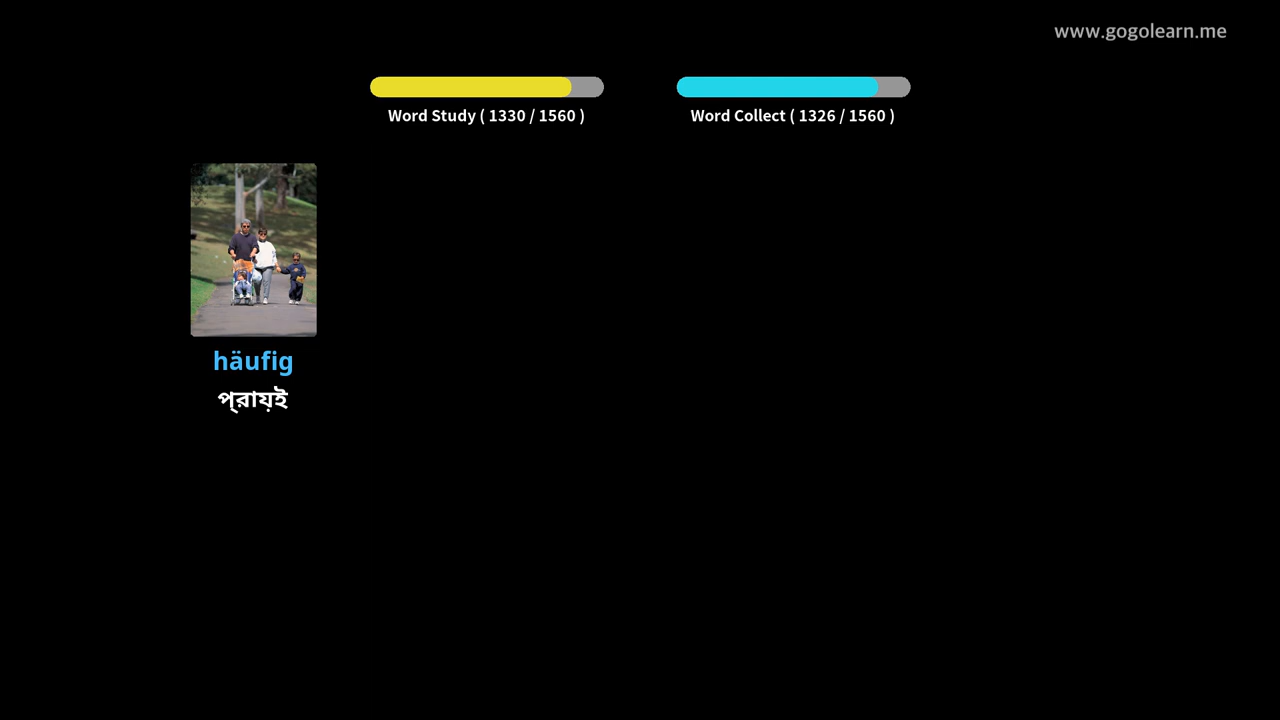 www.gogolearn.me
Word Study ( 1330 / 1560 )
Word Collect ( 1326 / 1560 )
häufig
প্রায়ই